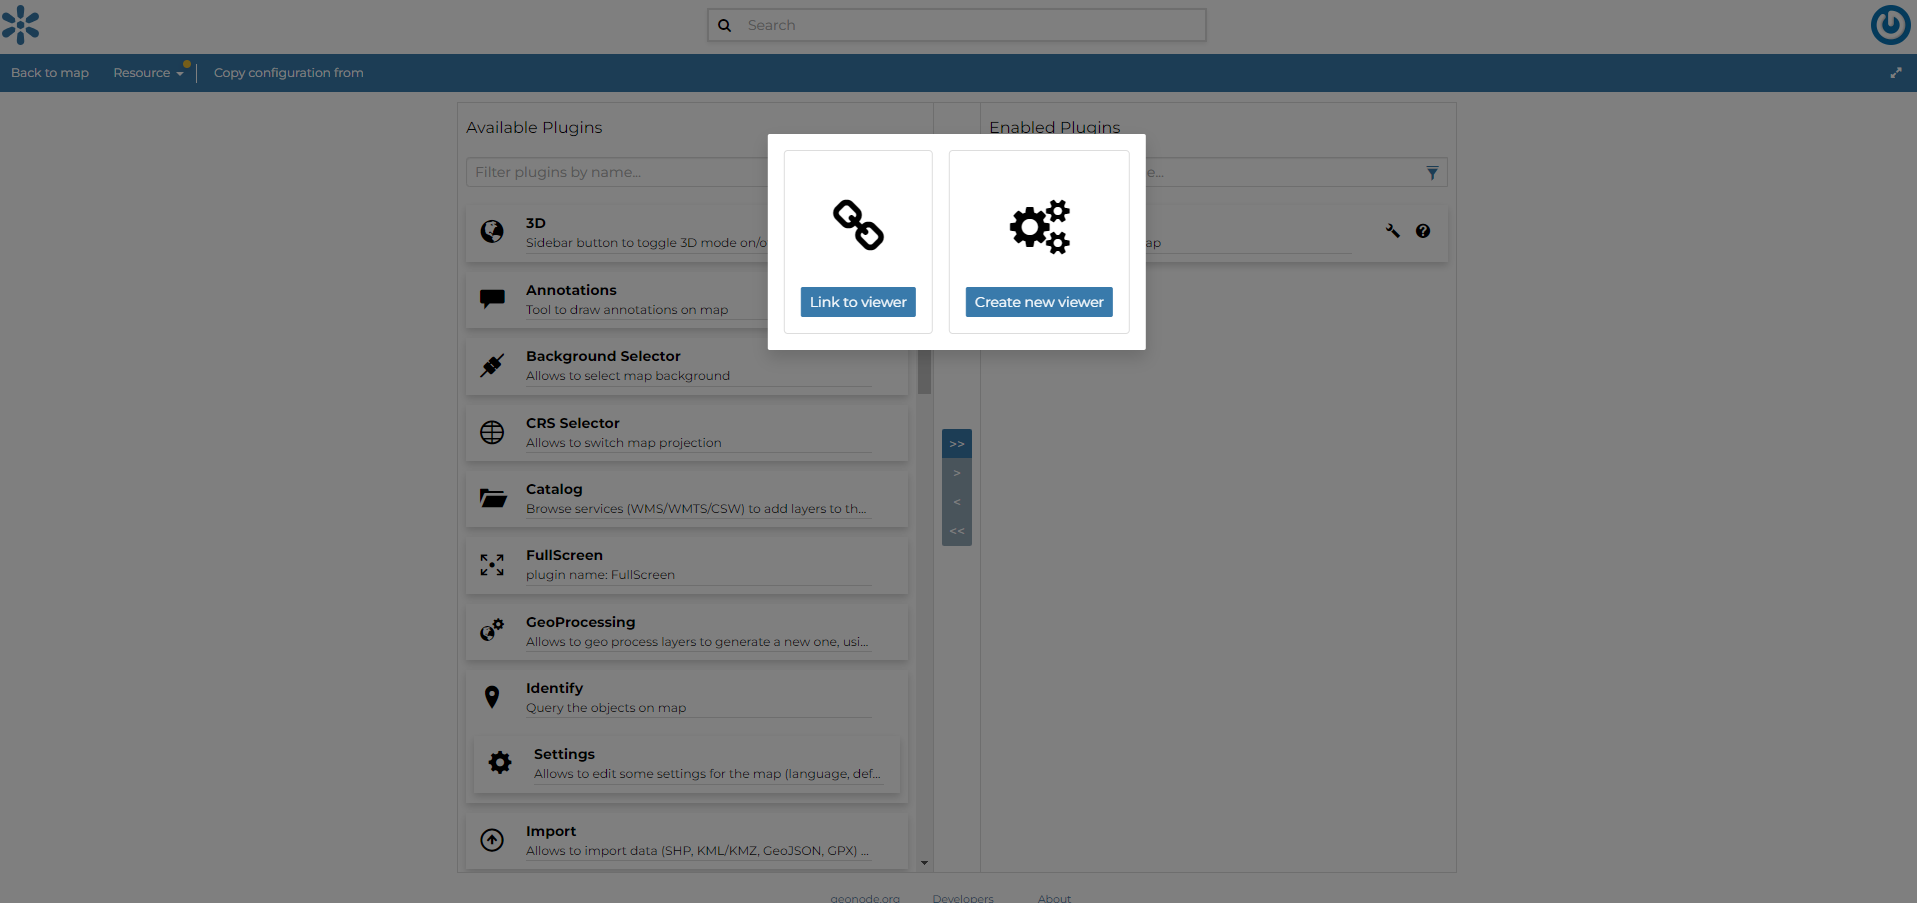 Search
Back to map
Resource
Copy configuration from
Available Plugins
Enabled Plugins
Filter plugins by name...
e...
3D
Sidebar button to toggle 3D mode on/o
ap
Link to viewer
Create new viewer
Annotations
Tool to draw annotations on map
Background Selector
Allows to select map background
CRS Selector
Allows to switch map projection
Catalog
Browse services (WMS/WMTS/CSW) to add layers to th...
FullScreen
plugin name: FullScreen
GeoProcessing
Allows to geo process layers to generate a new one, usi...
Identify
Query the objects on map
Settings
Allows to edit some settings for the map (language, def...
Import
Allows to import data (SHP, KML/KMZ, GeoJSON, GPX) ...
>>
>
<
<<
geonode.org
Developers
About